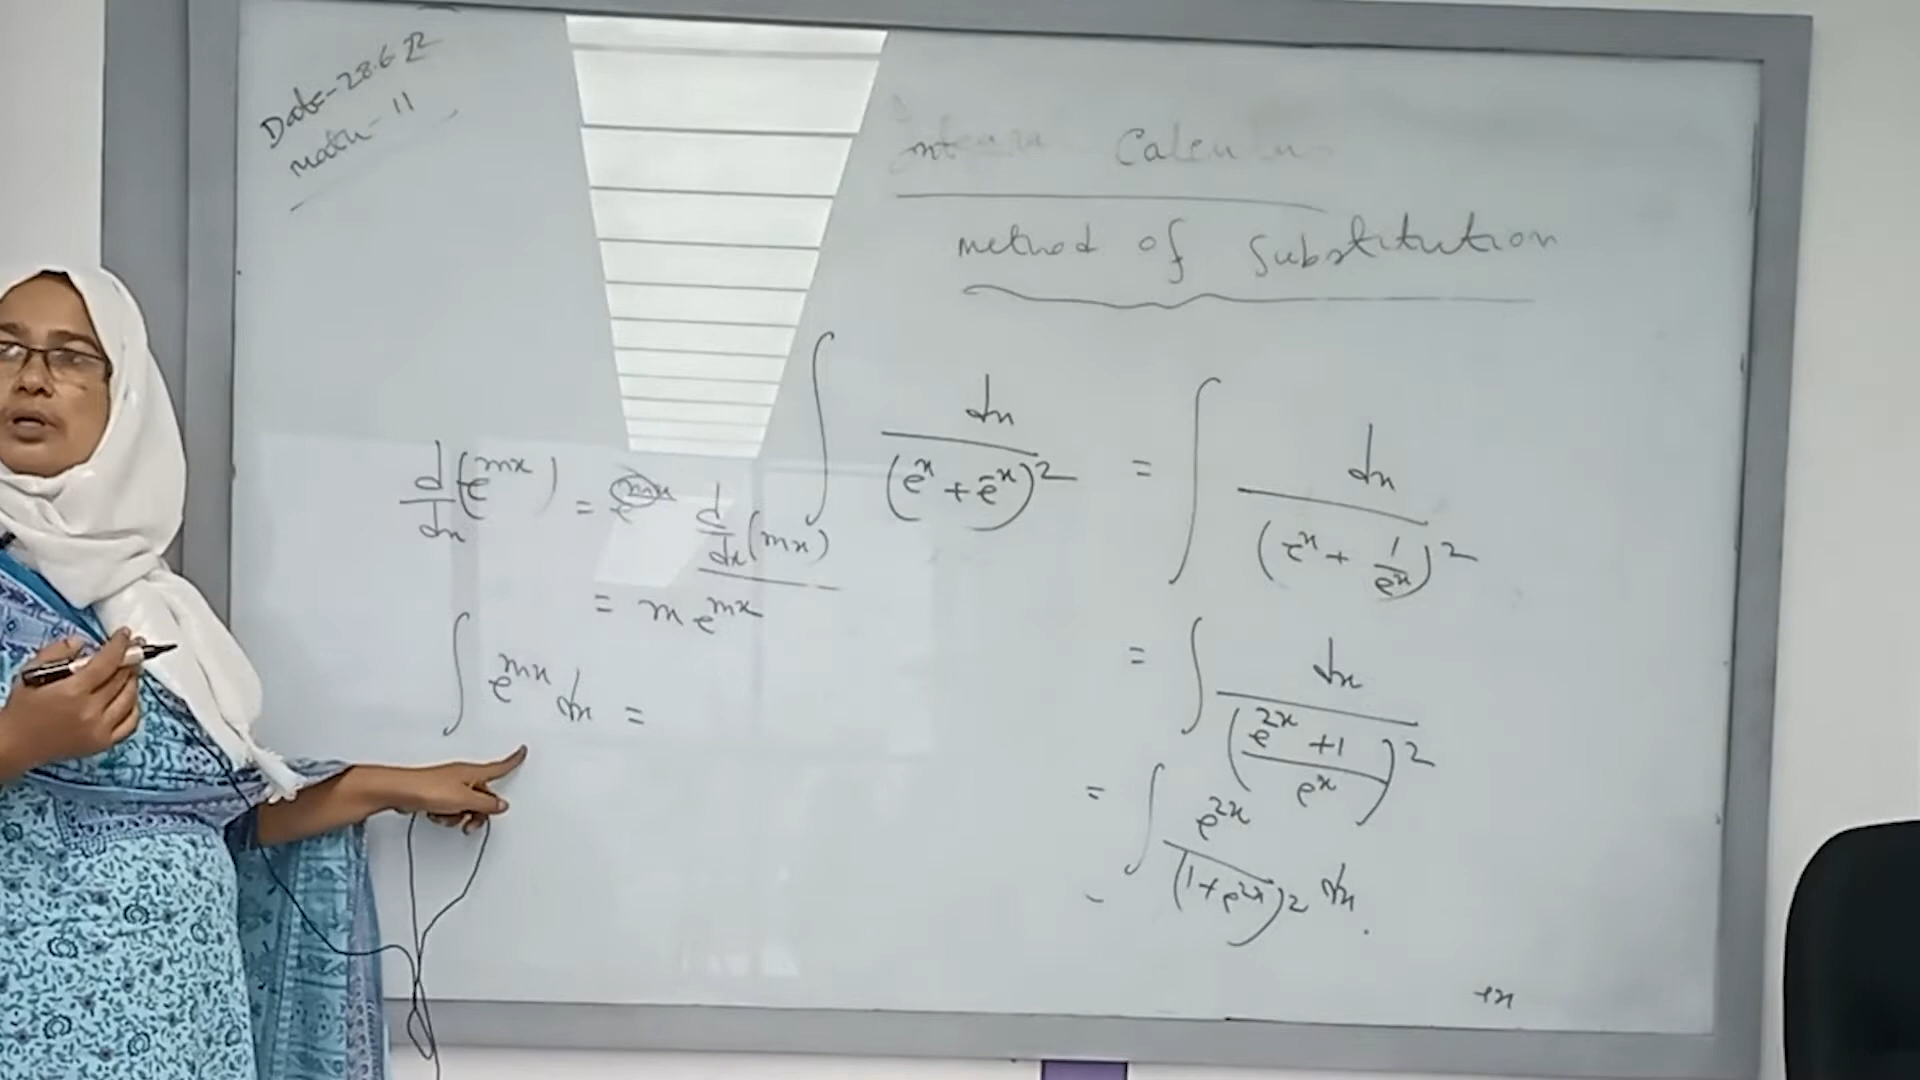 Date-28.6.22
math-11
Integral Calculus
method of Substitution
∫ dx / (e^x + e^-x)^2 = ∫ dx / (e^x + 1/e^x)^2
= ∫ dx / ((e^2x + 1) / e^x)^2
= ∫ e^2x / (1+e^2x)^2 dx.
d/dx (e^mx) = e^mx d/dx (mx)
= m e^mx
∫ e^mx dx =